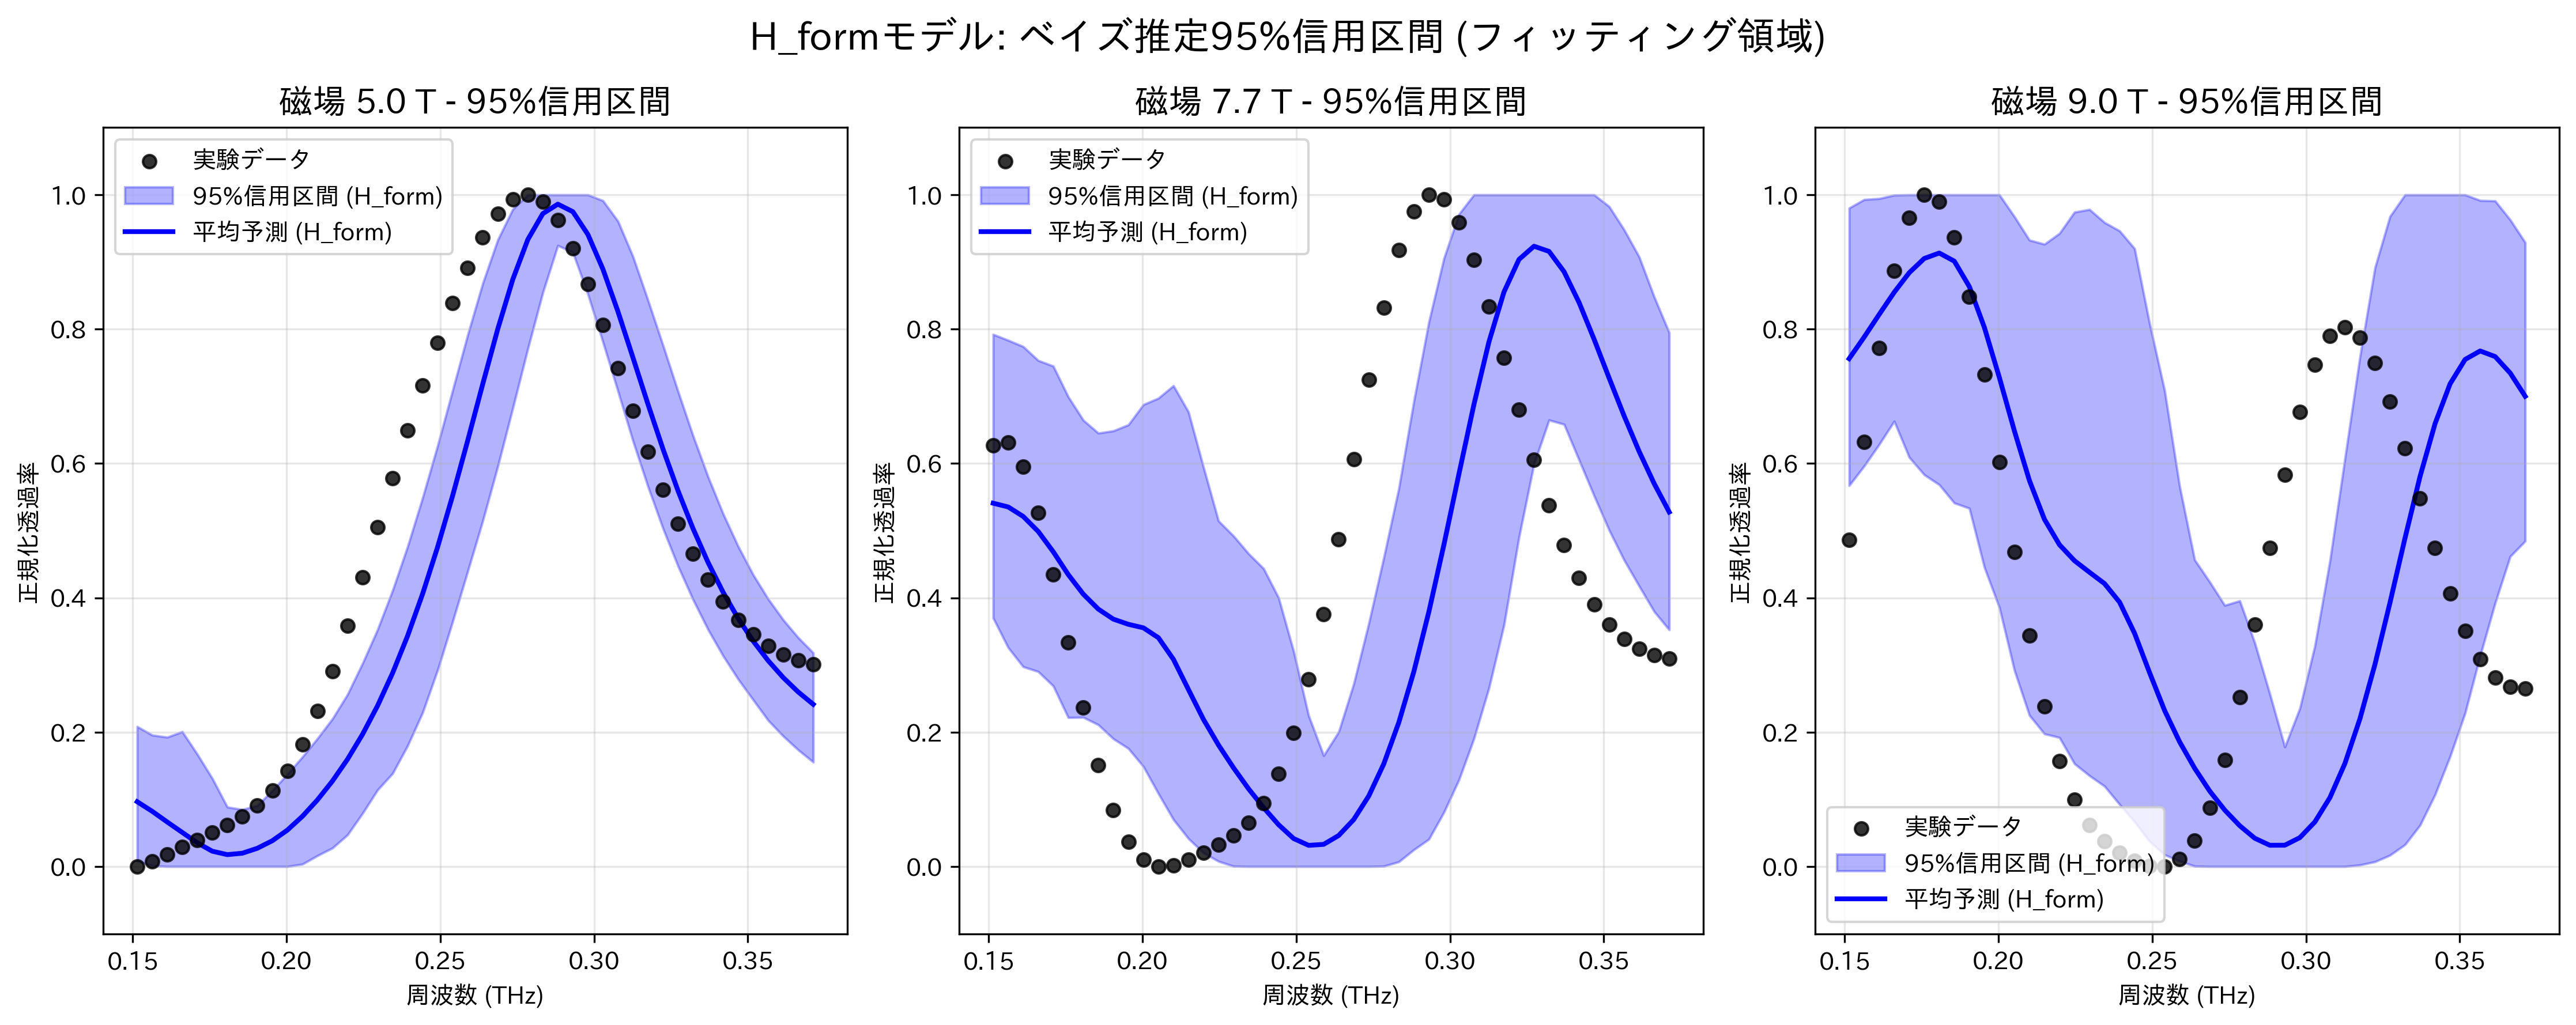 H_formモデル: ベイズ推定95%信用区間 (フィッティング領域)
磁場 5.0 T - 95%信用区間
実験データ
95%信用区間 (H_form)
平均予測 (H_form)
正規化透過率
1.0
0.8
0.6
0.4
0.2
0.0
0.15
0.20
0.25
0.30
0.35
周波数 (THz)
磁場 7.7 T - 95%信用区間
実験データ
95%信用区間 (H_form)
平均予測 (H_form)
正規化透過率
1.0
0.8
0.6
0.4
0.2
0.0
0.15
0.20
0.25
0.30
0.35
周波数 (THz)
磁場 9.0 T - 95%信用区間
正規化透過率
1.0
0.8
0.6
0.4
0.2
0.0
実験データ
95%信用区間 (H_form)
平均予測 (H_form)
0.15
0.20
0.25
0.30
0.35
周波数 (THz)